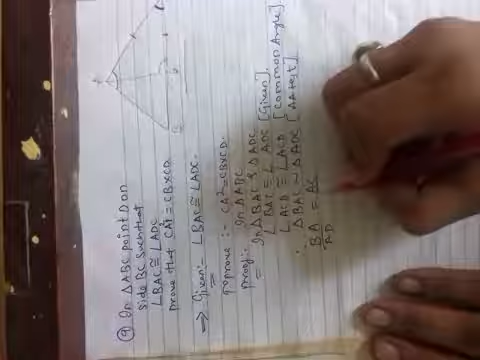 (9) In △ABC point D on
side BC such that
∠BAC ≅ ∠ADC
prove that CA² = CB×CD
→ Given:- ∠BAC ≅ ∠ADC.
To prove :- CA² = CB×CD.
proof:- In △ABC
In △BAC & △ADC
∠BAC ≅ ∠ADC [Given]
∠ACB ≅ ∠ACD [Common Angle]
∴ △BAC ~ △ADC [AA test]
BA = AC
AD